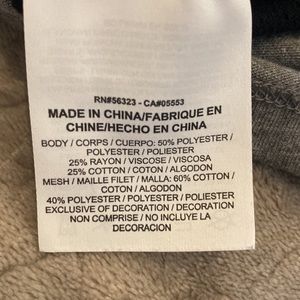 RN#56323 - CA#05553
MADE IN CHINA/FABRIQUE EN
CHINE/HECHO EN CHINA
BODY / CORPS / CUERPO: 50% POLYESTER /
POLYESTER / POLIESTER
25% RAYON / VISCOSE / VISCOSA
25% COTTON / COTON / ALGODON
MESH / MAILLE FILET / MALLA: 60% COTTON /
COTON / ALGODON
40% POLYESTER / POLYESTER / POLIESTER
EXCLUSIVE OF DECORATION / DECORATION
NON COMPRISE / NO INCLUYE LA
DECORACION